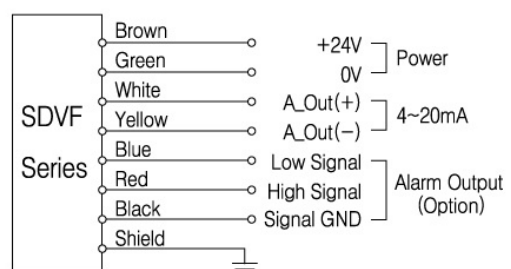 SDVF
Series
Brown +24V
Green 0V
Power
White A_Out(+)
Yellow A_Out(−)
4~20mA
Blue Low Signal
Red High Signal
Black Signal GND
Alarm Output
(Option)
Shield